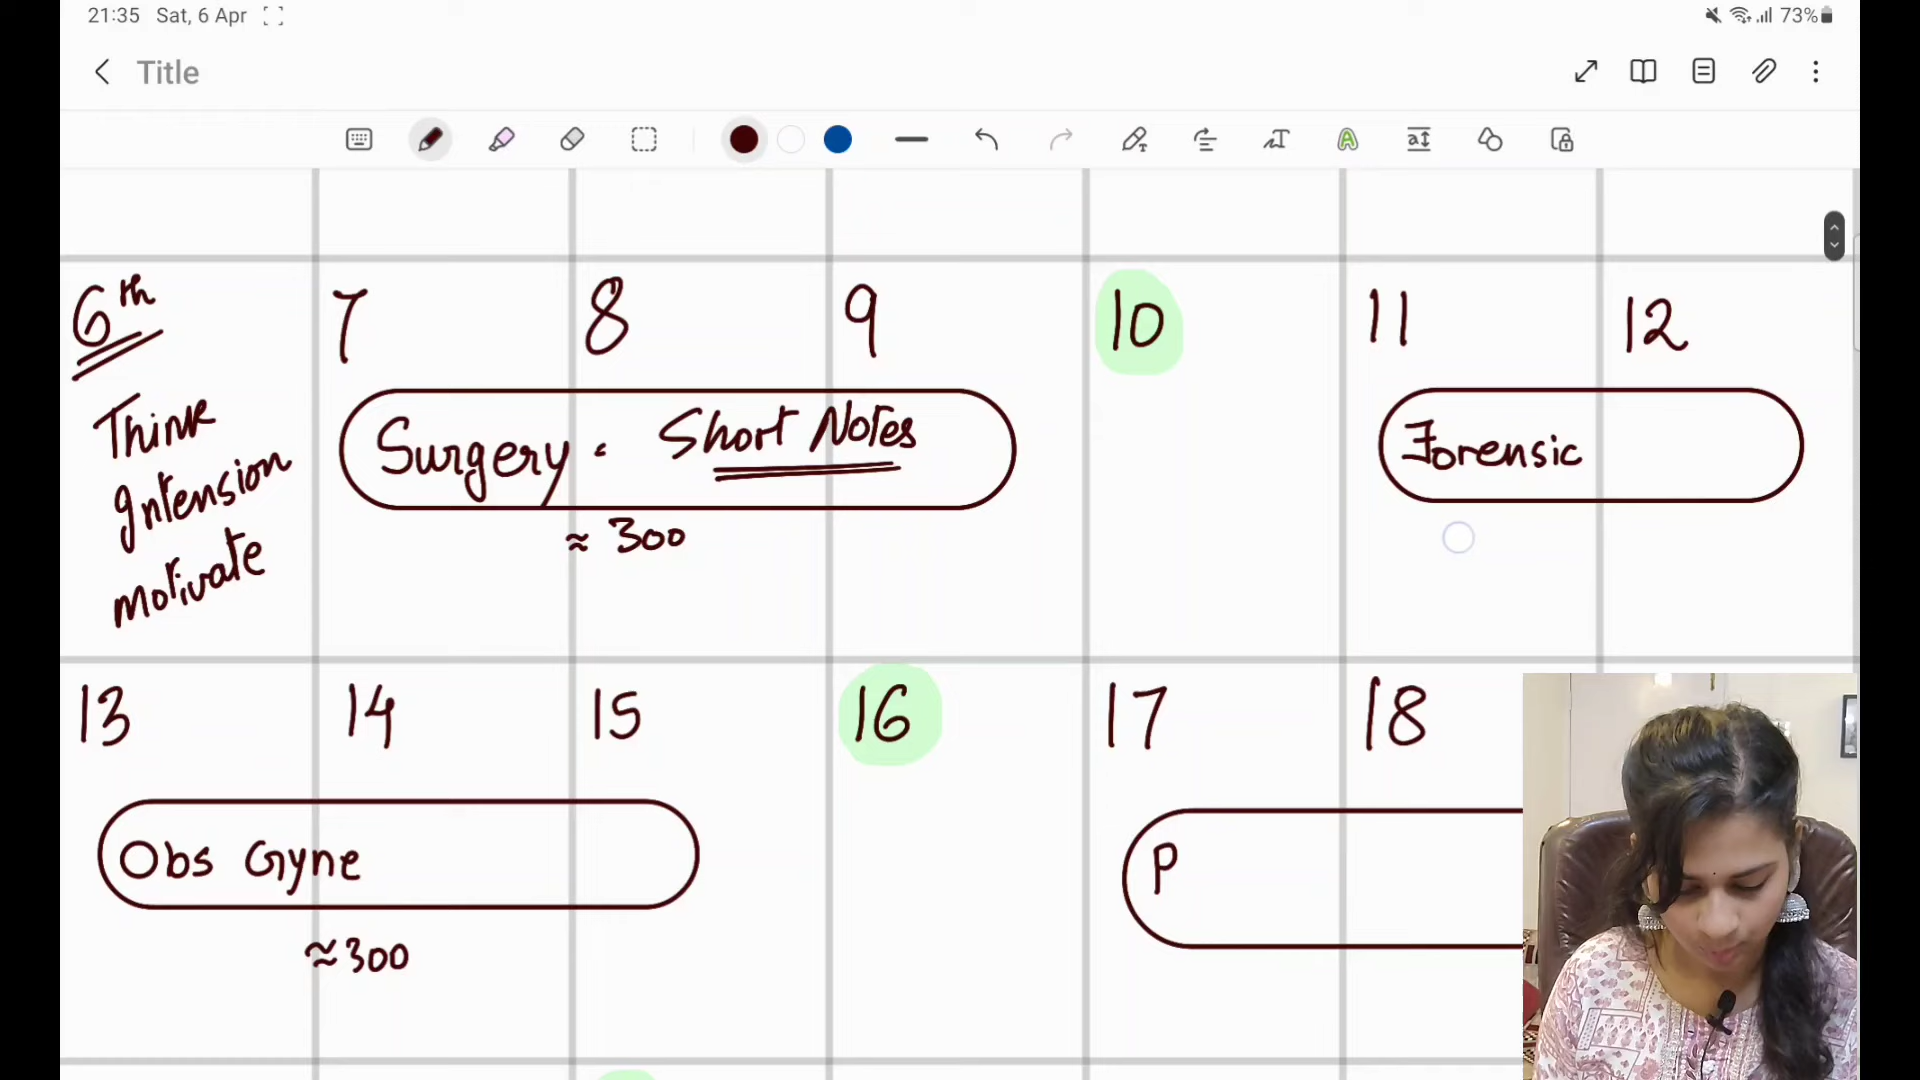 21:35 Sat, 6 Apr
73%
Title
6th 7 8 9 10 11 12
Think
Intension
motivate
Surgery . Short Notes
≈ 300
Forensic
13 14 15 16 17 18
Obs Gyne
≈300
P